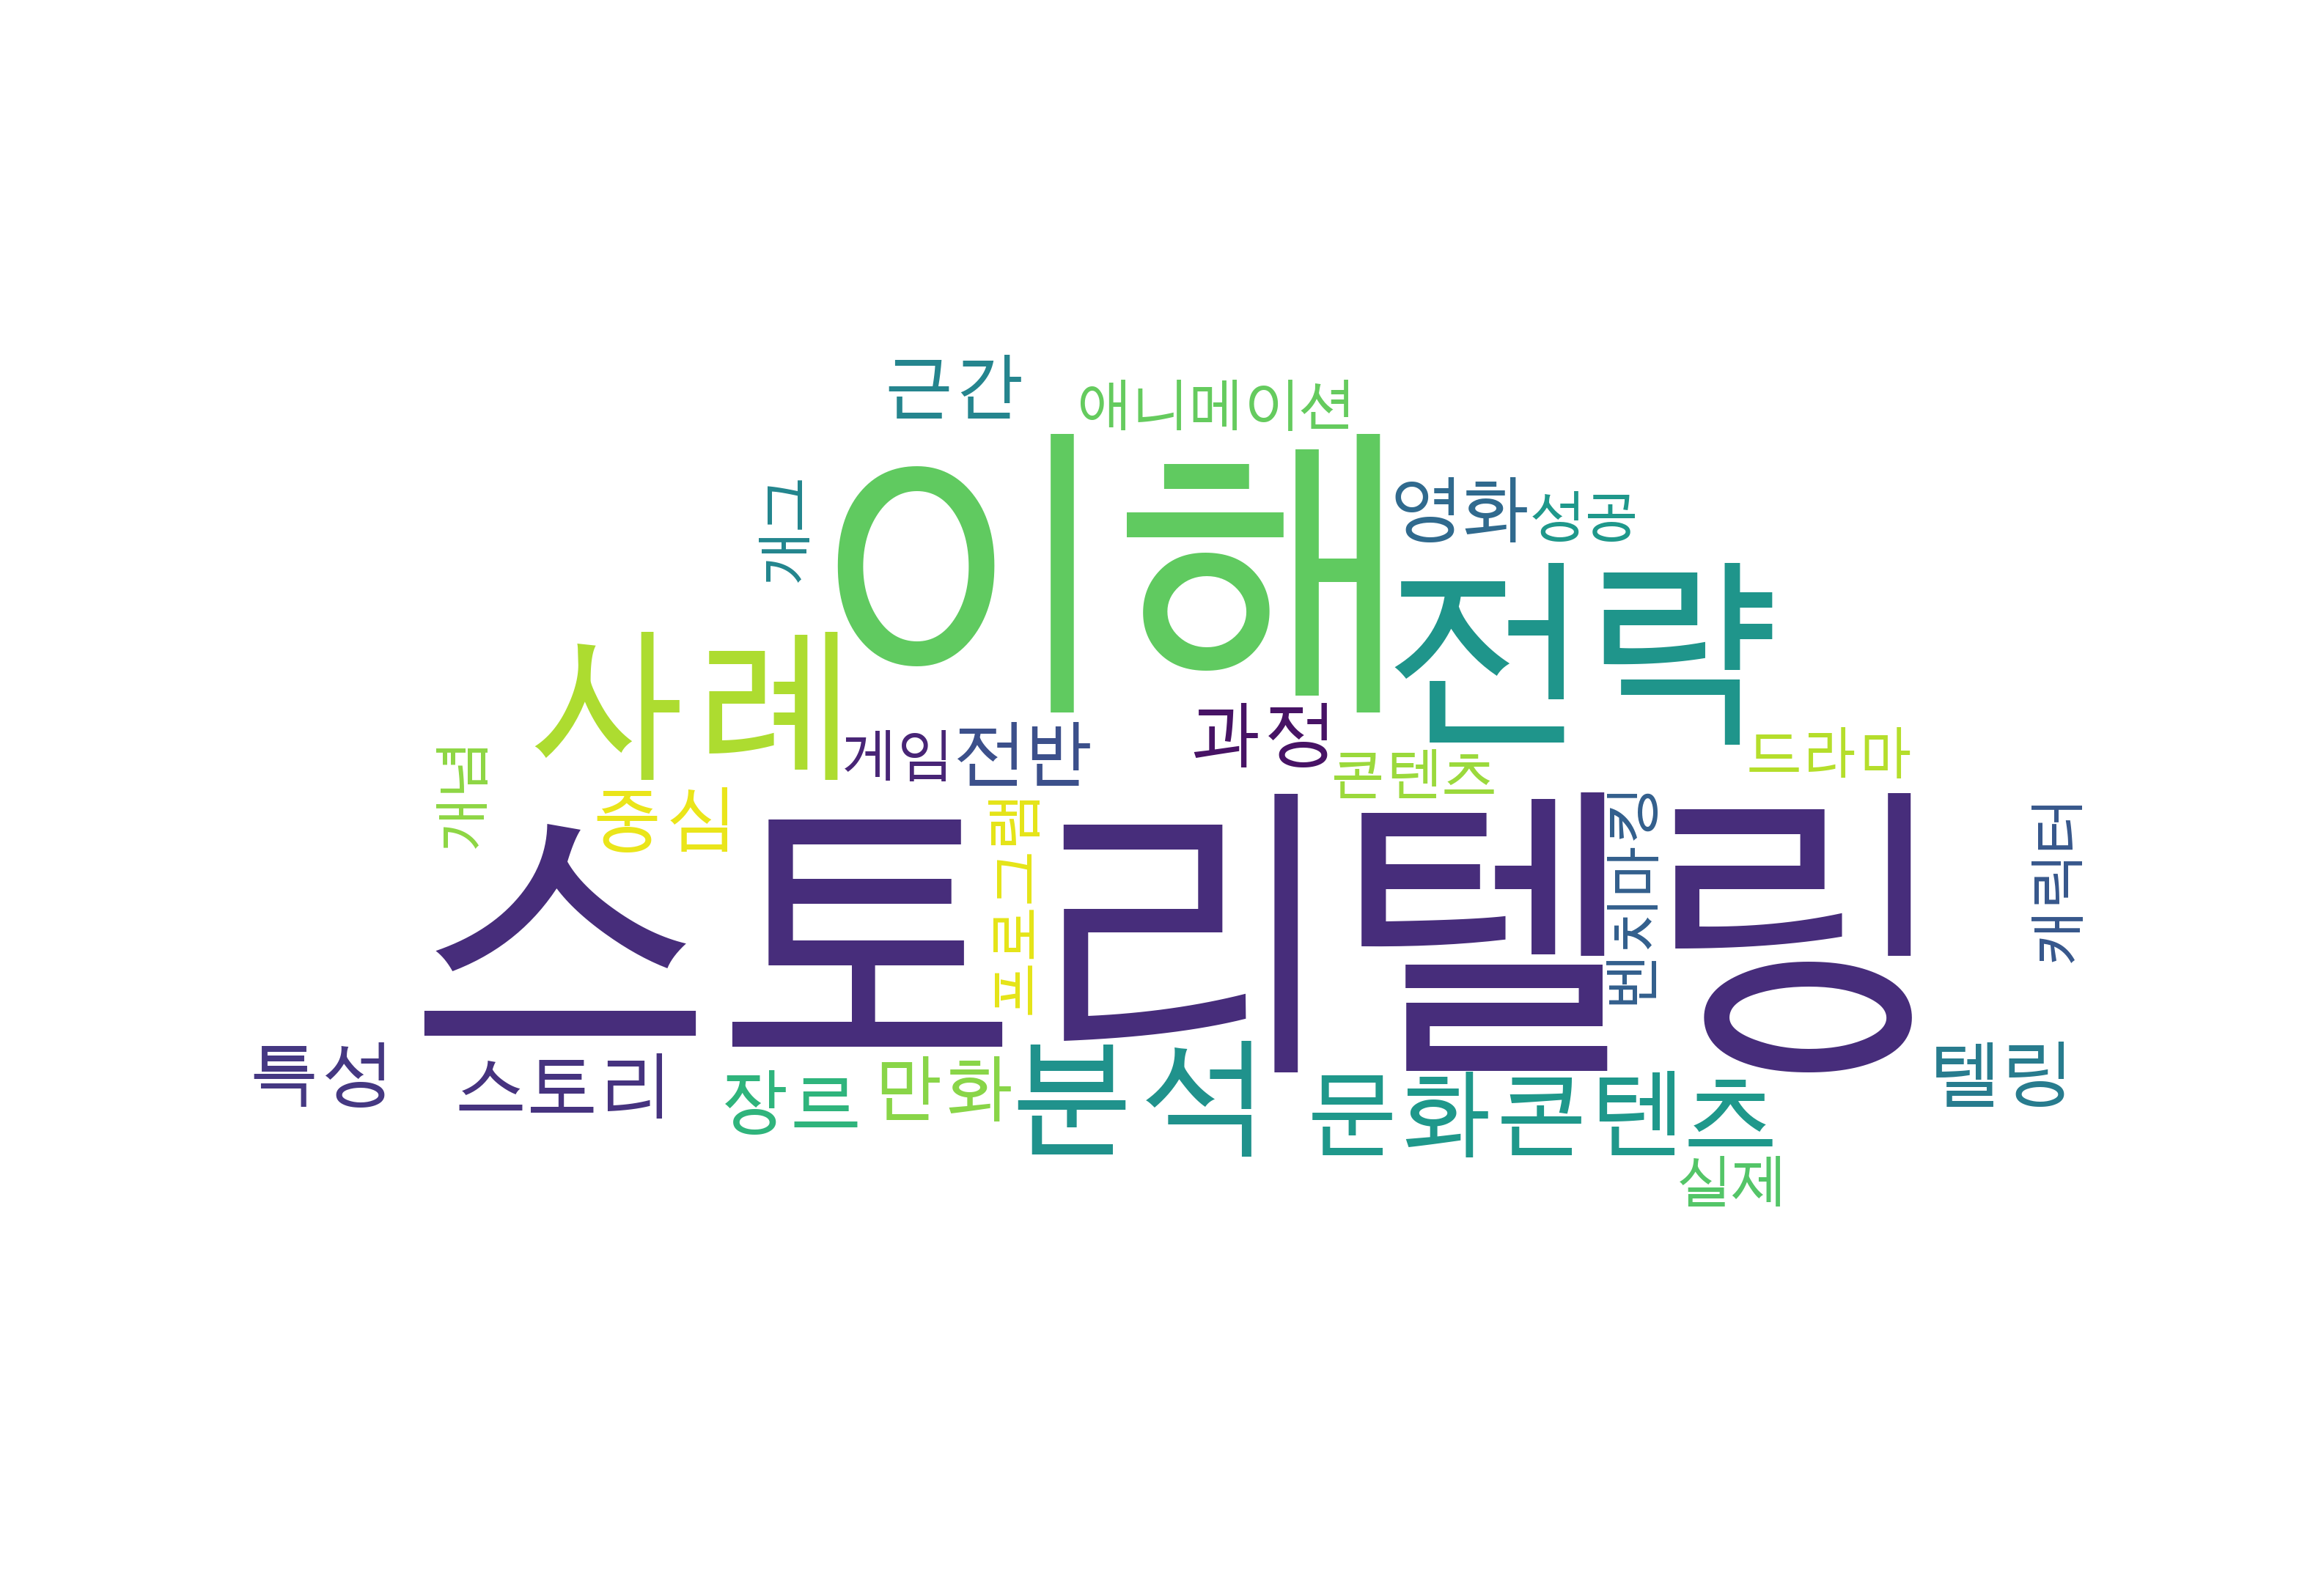 근간
애니메이션
이해
개그
영화
성공
전략
사례
게임
전반
과정
콘텐츠
드라마
개념
중심
프로그램
스토리텔링
벤치마킹
캐릭터
특성
스토리
장르
만화
분석
문화콘텐츠
텔링
실제